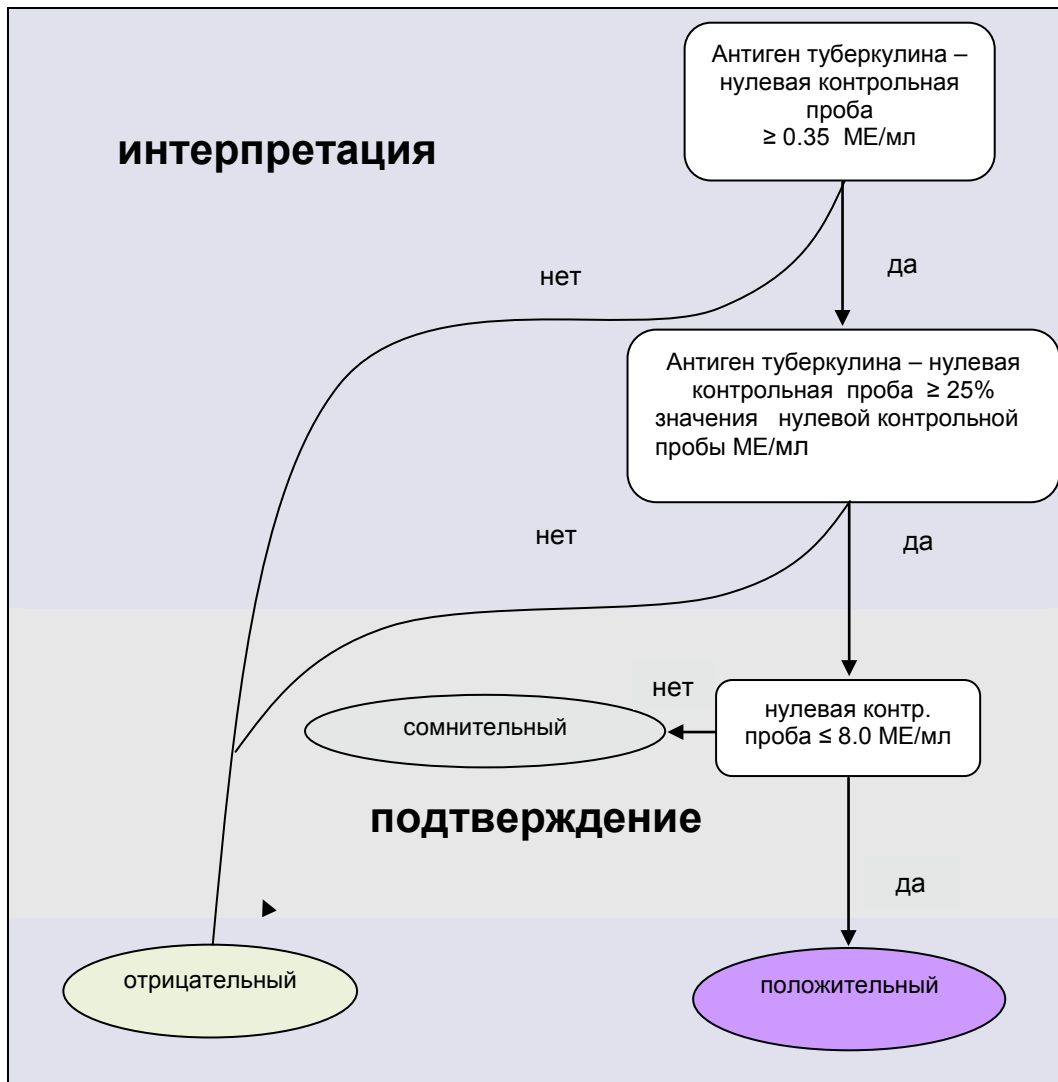 Антиген туберкулина –
нулевая контрольная
проба
≥ 0.35 МЕ/мл
интерпретация
нет
да
Антиген туберкулина – нулевая
контрольная проба ≥ 25%
значения нулевой контрольной
пробы МЕ/мл
нет
да
нет
сомнительный
нулевая контр.
проба ≤ 8.0 МЕ/мл
подтверждение
да
отрицательный
положительный